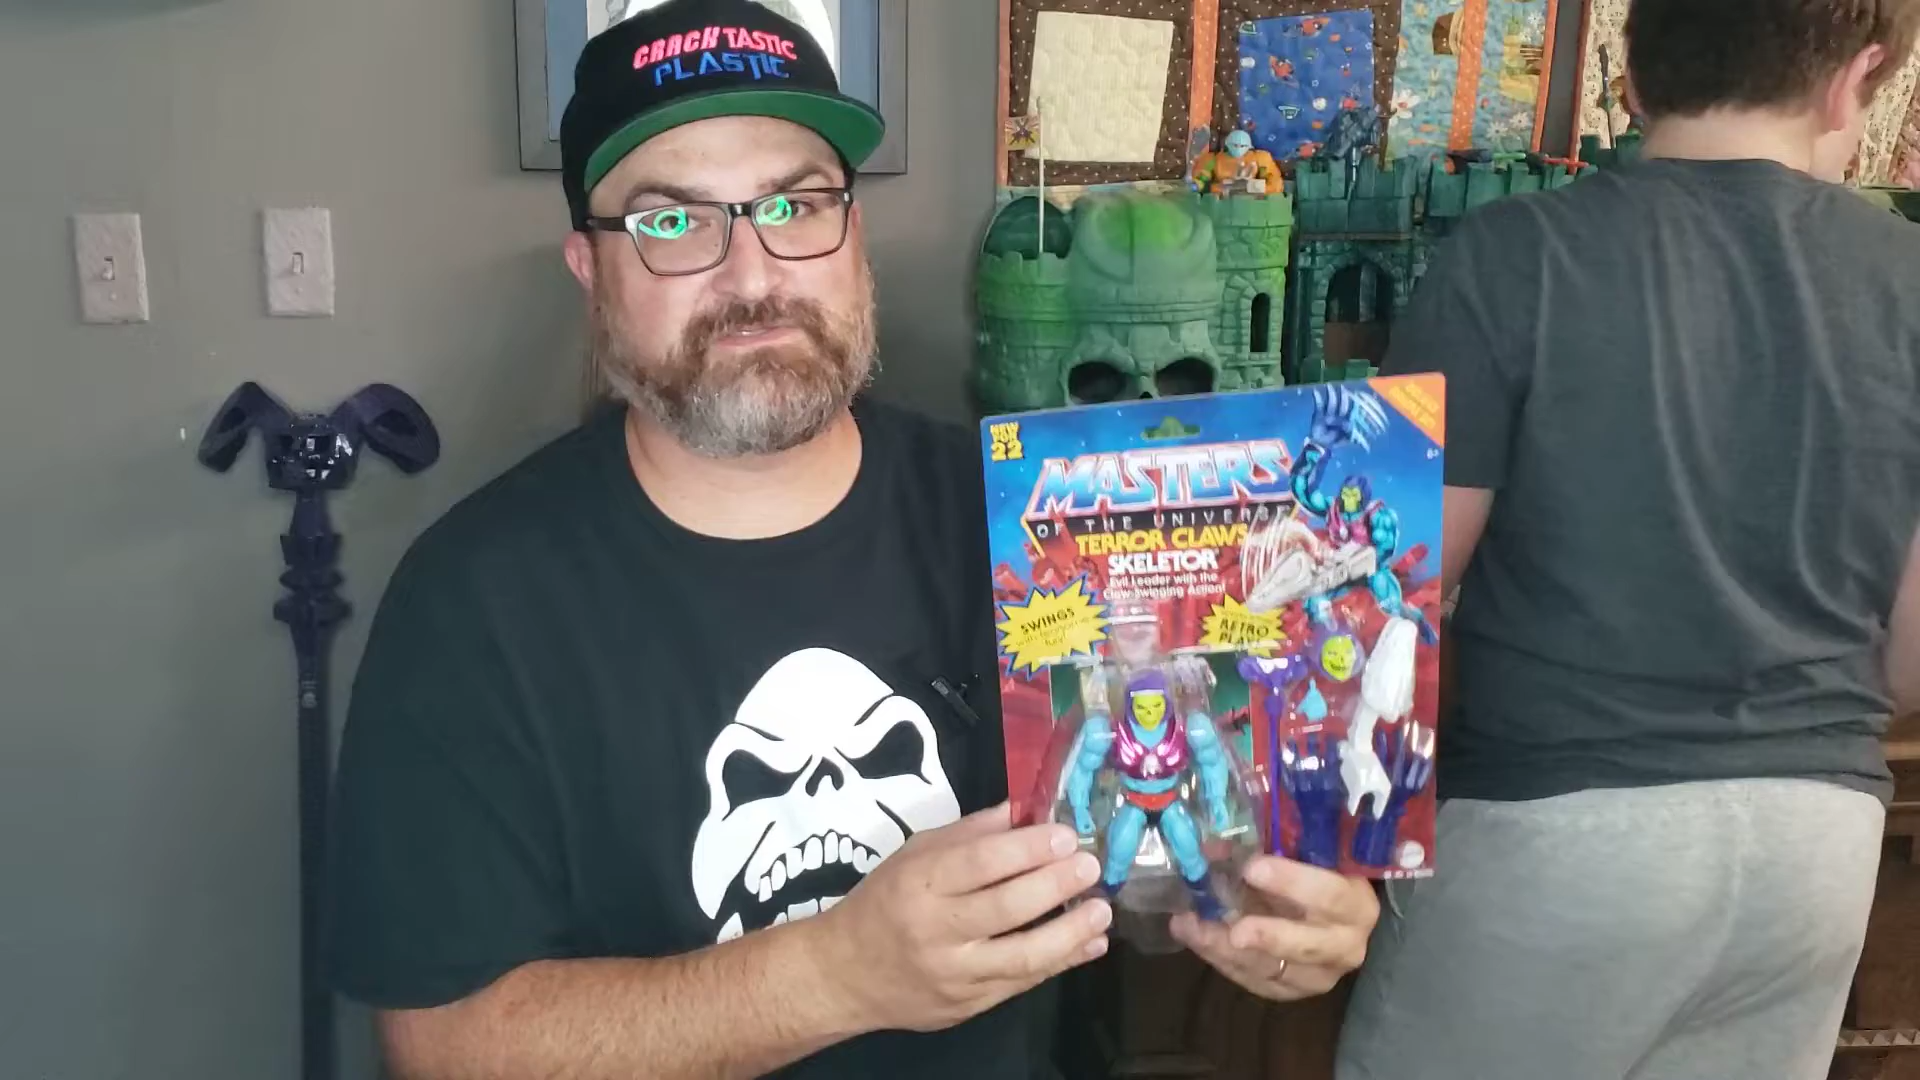 CRACKTASTIC
PLASTIC
NEW
FOR
22
MASTERS
OF THE UNIVERSE
TERROR CLAWS
SKELETOR
Evil Leader with the
Claw-Swinging Action!
SWINGS
RETRO
PLAY